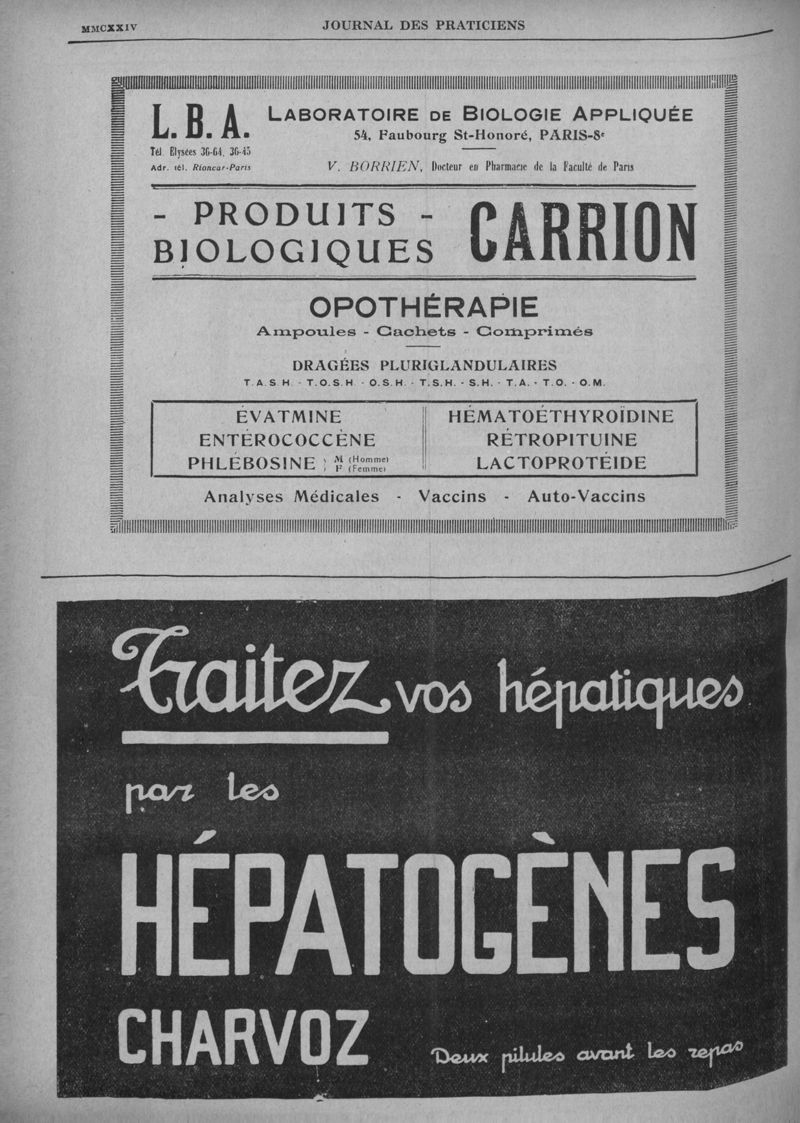 MMCXXIV
JOURNAL DES PRATICIENS
L. B. A.
Tél. Elysées 36-64, 36-45
Adr. tél. Rioncar-Paris
LABORATOIRE DE BIOLOGIE APPLIQUÉE
54, Faubourg St-Honoré, PARIS-8e
V. BORRIEN, Docteur en Pharmacie de la Faculté de Paris
- PRODUITS -
BIOLOGIQUES
CARRION
OPOTHÉRAPIE
Ampoules - Cachets - Comprimés
DRAGÉES PLURIGLANDULAIRES
T.A.S.H. - T.O.S.H - O.S.H. - T.S.H. - S.H. - T.A. - T.O. - O.M.
ÉVATMINE
ENTÉROCOCCÈNE
PHLÉBOSINE
M (Homme)
F (Femme)
HÉMATOÉTHYROÏDINE
RÉTROPITUINE
LACTOPROTÉIDE
Analyses Médicales - Vaccins - Auto-Vaccins
Traitez vos hépatiques
par les
HÉPATOGÈNES
CHARVOZ
Deux pilules avant les repas